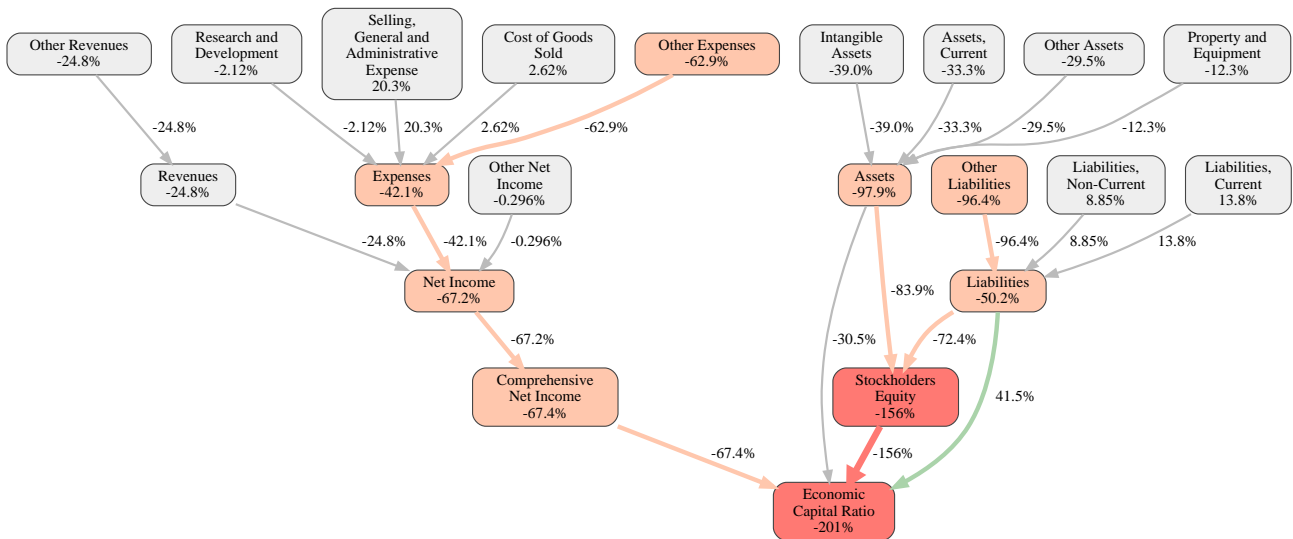 Other Revenues
-24.8%
Research and
Development
-2.12%
Selling,
General and
Administrative
Expense
20.3%
Cost of Goods
Sold
2.62%
Other Expenses
-62.9%
Intangible
Assets
-39.0%
Assets,
Current
-33.3%
Other Assets
-29.5%
Property and
Equipment
-12.3%
-24.8%
-2.12%
20.3%
2.62%
-62.9%
-39.0%
-33.3%
-29.5%
-12.3%
Revenues
-24.8%
Expenses
-42.1%
Other Net
Income
-0.296%
Assets
-97.9%
Other
Liabilities
-96.4%
Liabilities,
Non-Current
8.85%
Liabilities,
Current
13.8%
-24.8%
-42.1%
-0.296%
-96.4%
8.85%
13.8%
Net Income
-67.2%
-83.9%
Liabilities
-50.2%
-67.2%
-30.5%
-72.4%
Comprehensive
Net Income
-67.4%
Stockholders
Equity
-156%
41.5%
-67.4%
-156%
Economic
Capital Ratio
-201%